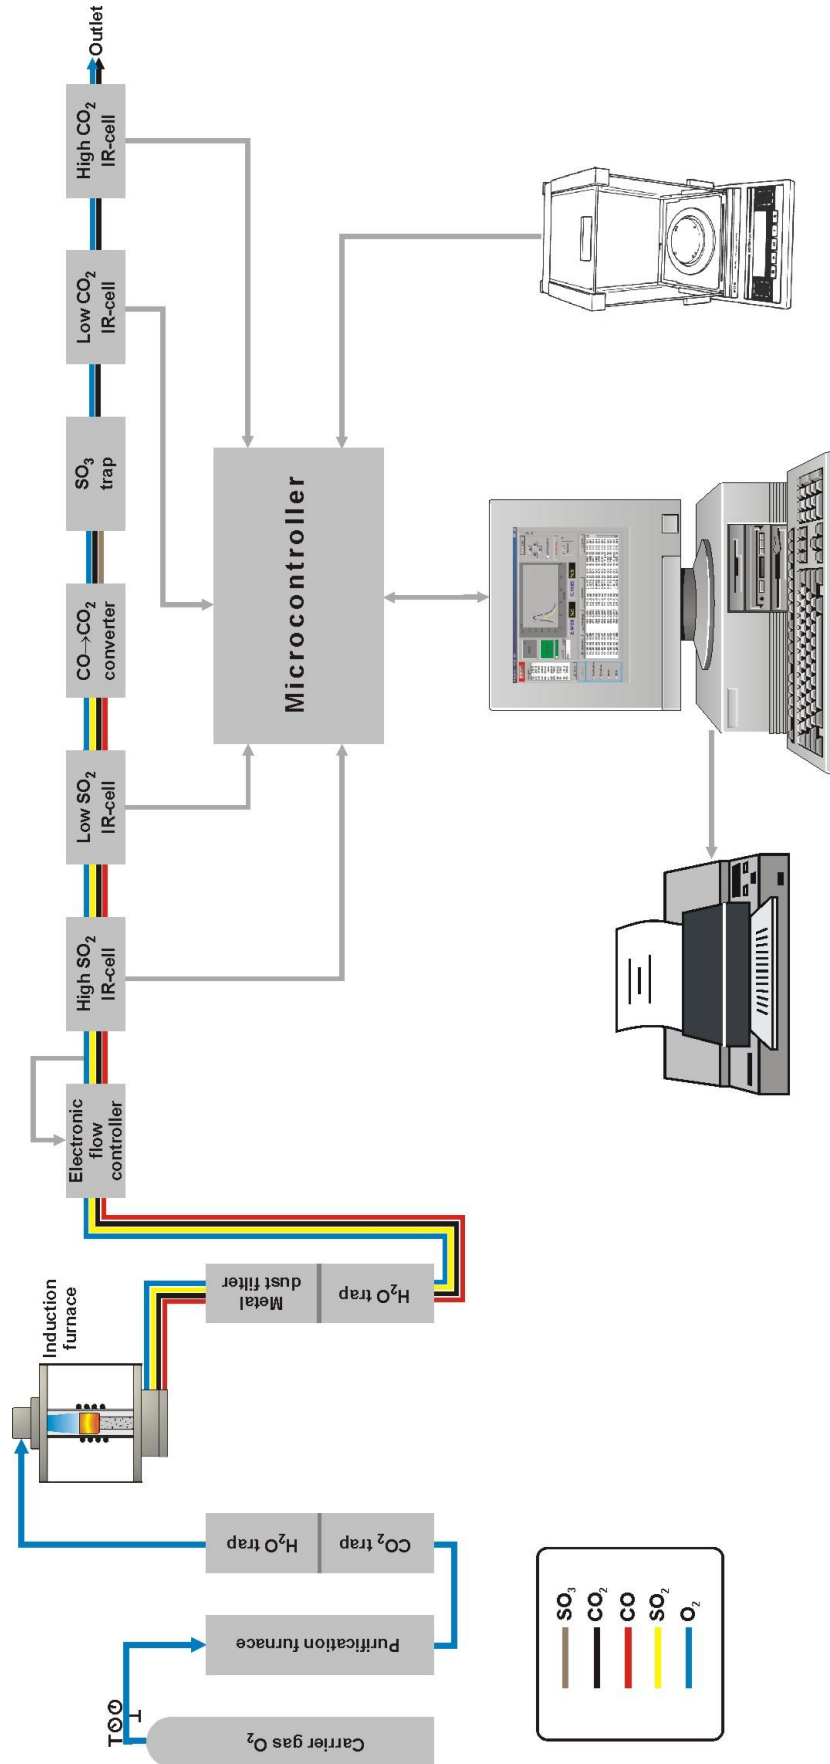 Carrier gas O₂
Purification furnace
H₂O trap
CO₂ trap
Induction
furnace
Metal
dust filter
H₂O trap
Electronic
flow
controller
High SO₂
IR-cell
Low SO₂
IR-cell
CO→CO₂
converter
SO₃
trap
Low CO₂
IR-cell
High CO₂
IR-cell
Outlet
Microcontroller
SO₃
CO₂
CO
SO₂
O₂